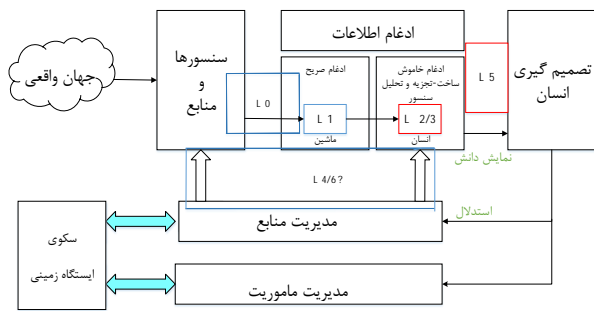 ادغام اطلاعات
جهان واقعی
سنسورها
و
منابع
L 0
ادغام صریح
L 1
ماشین
ادغام خاموش
ساخت-تجزیه و تحلیل
سنسور
L 2/3
انسان
L 5
تصمیم گیری
انسان
نمایش دانش
L 4/6?
استدلال
مدیریت منابع
سکوی
ایستگاه زمینی
مدیریت ماموریت